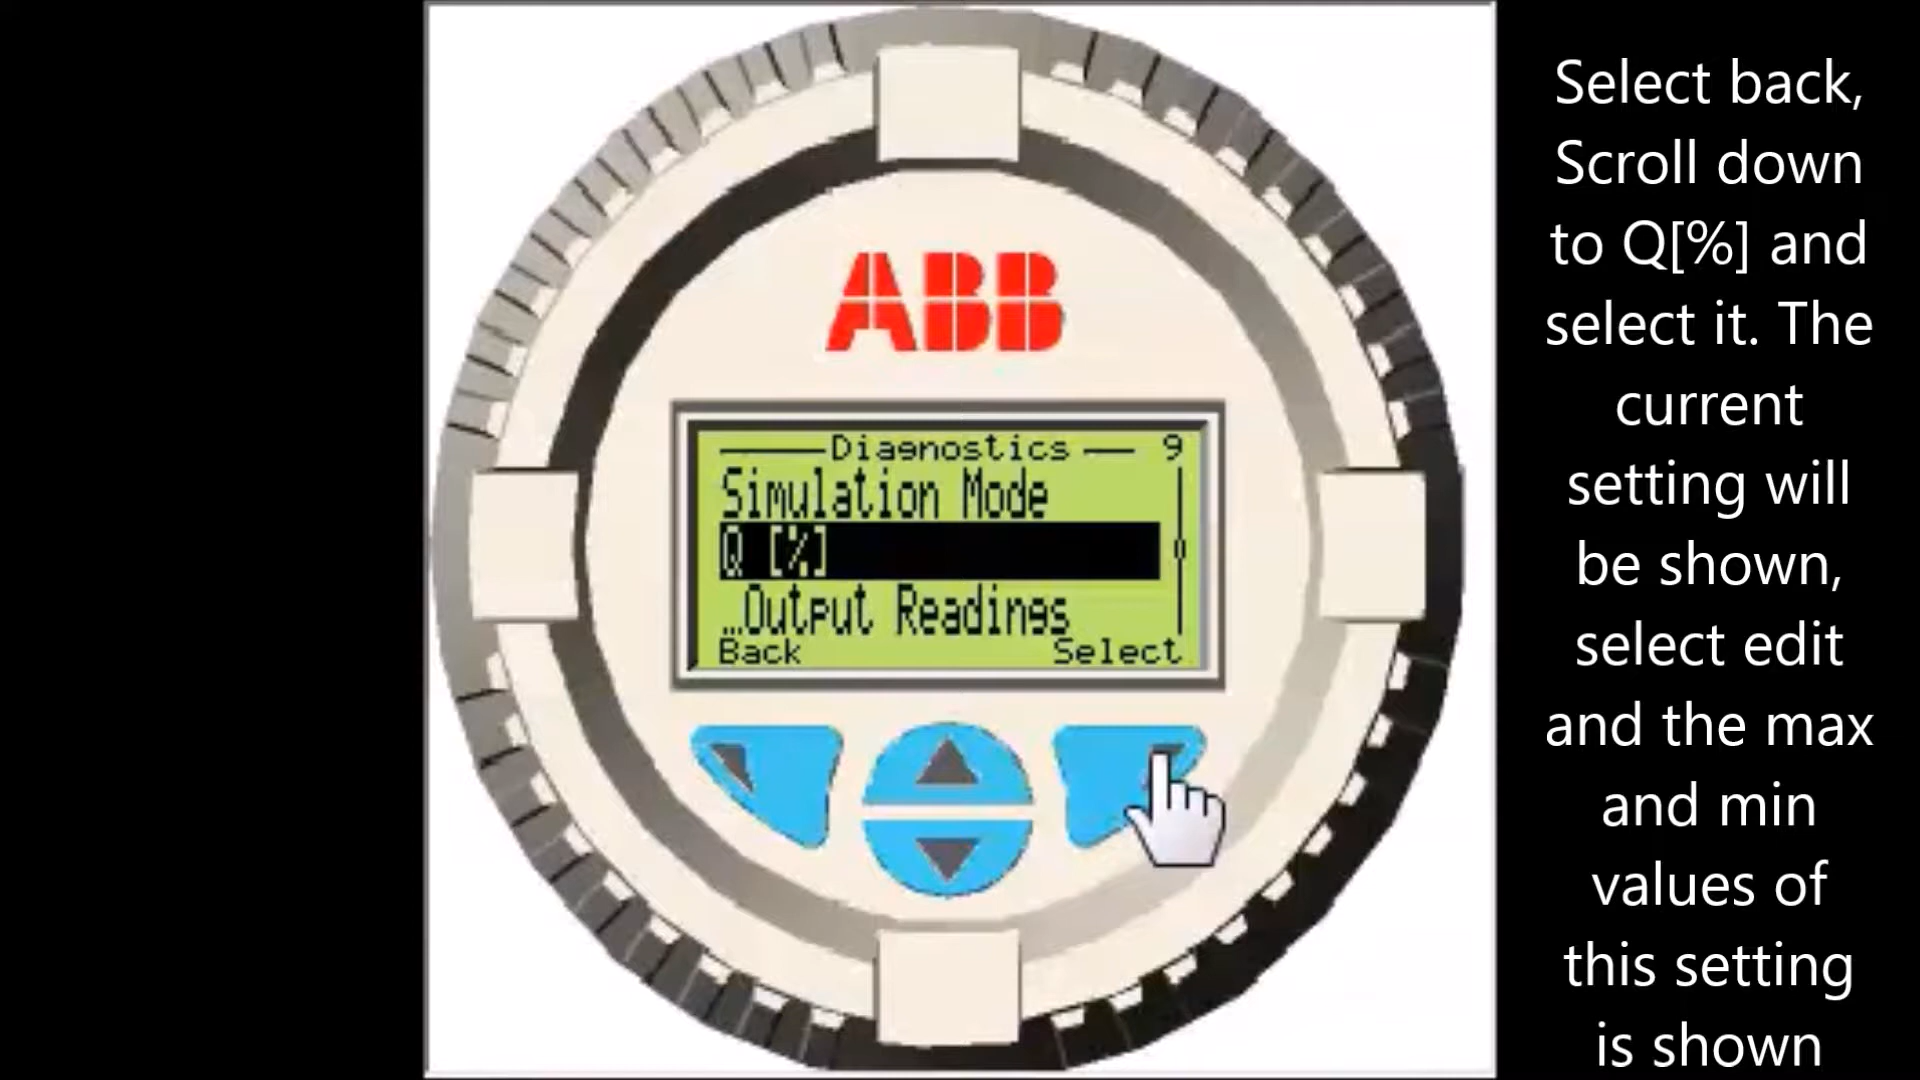 ABB
Diagnostics 9
Simulation Mode
Q [%]
...Output Readings
Back Select
Select back,
Scroll down
to Q[%] and
select it. The
current
setting will
be shown,
select edit
and the max
and min
values of
this setting
is shown